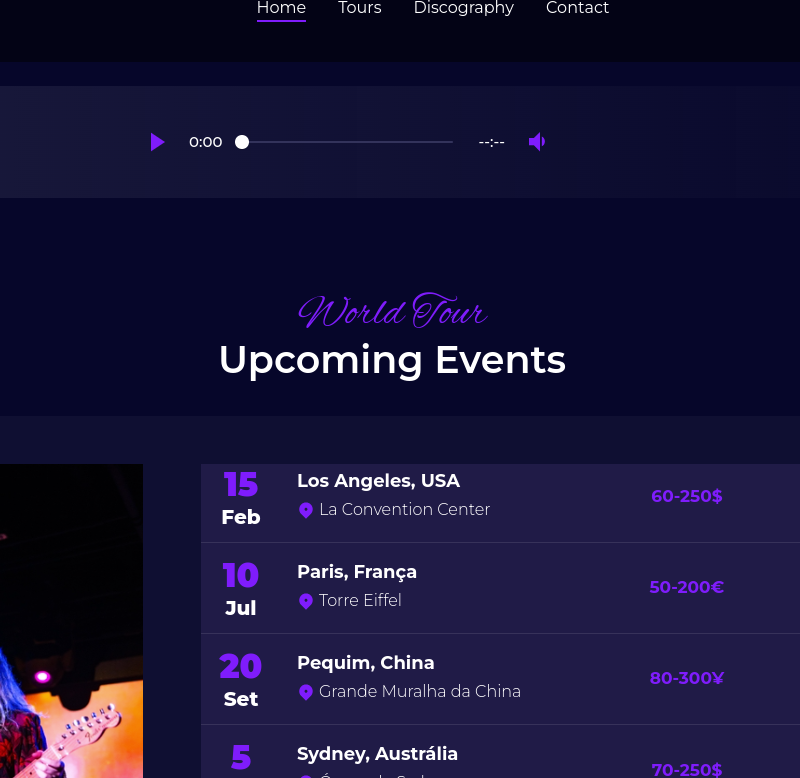 Home Tours Discography Contact
0:00 --:--
World Tour
Upcoming Events
15 Feb
Los Angeles, USA
La Convention Center
60-250$
10 Jul
Paris, França
Torre Eiffel
50-200€
20 Set
Pequim, China
Grande Muralha da China
80-300¥
5
Sydney, Austrália
70-250$